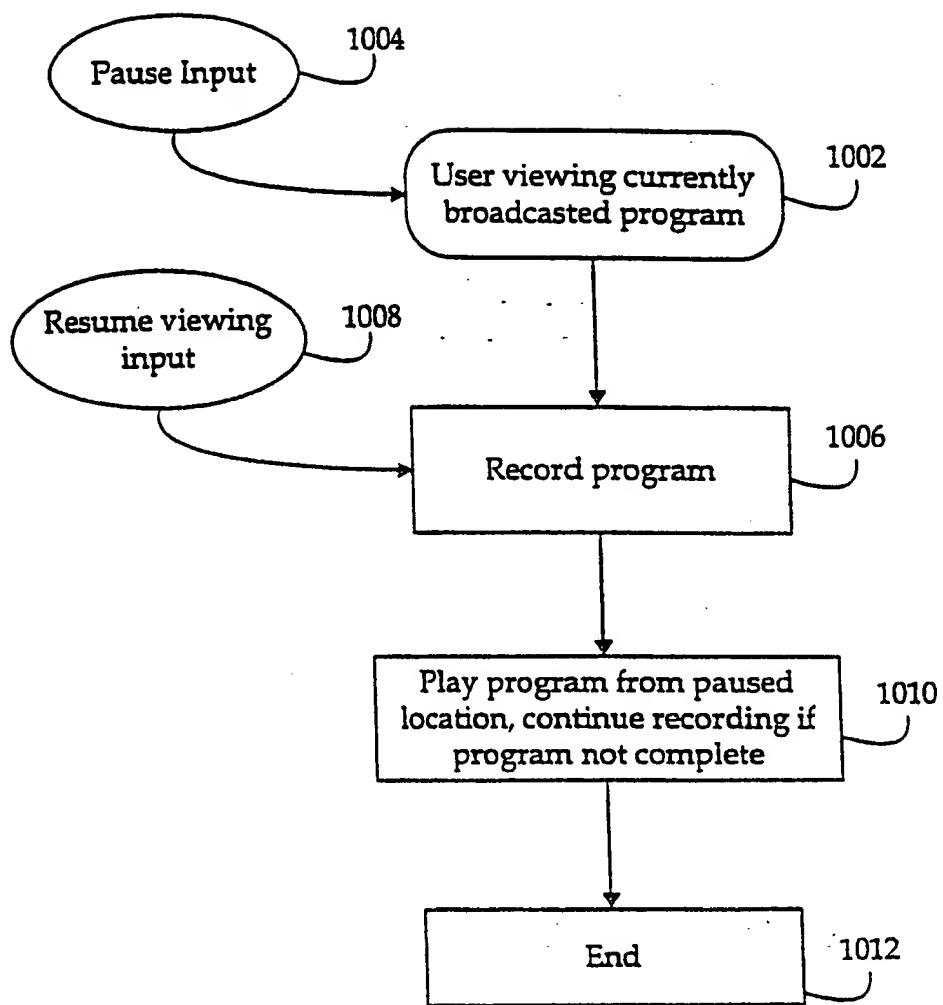 1004
Pause Input
1002
User viewing currently
broadcasted program
1008
Resume viewing
input
1006
Record program
1010
Play program from paused
location, continue recording if
program not complete
End
1012